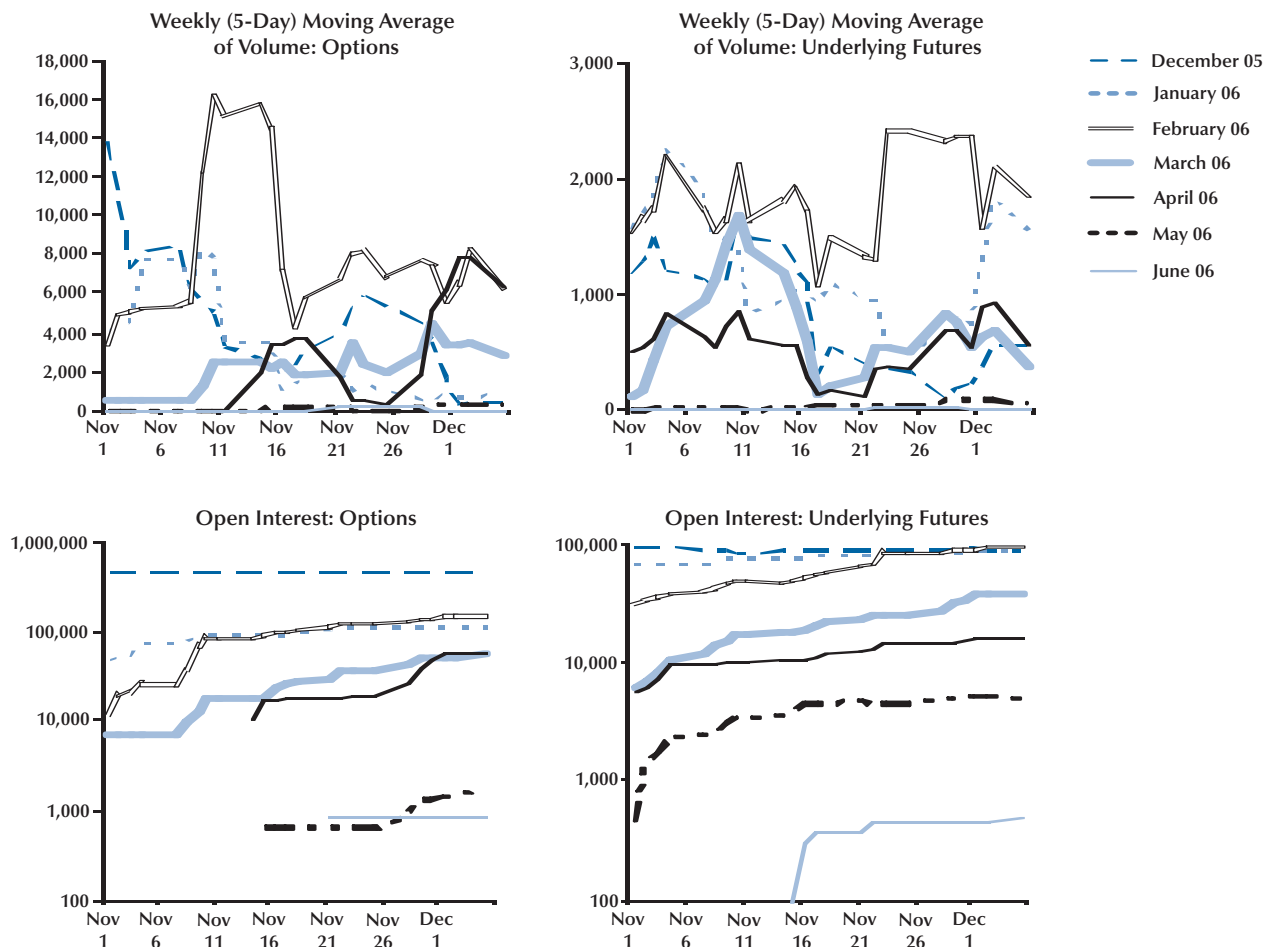 Weekly (5-Day) Moving Average
of Volume: Options
18,000
16,000
14,000
12,000
10,000
8,000
6,000
4,000
2,000
0
Nov Nov Nov Nov Nov Nov Dec
1 6 11 16 21 26 1
Weekly (5-Day) Moving Average
of Volume: Underlying Futures
3,000
2,000
1,000
0
Nov Nov Nov Nov Nov Nov Dec
1 6 11 16 21 26 1
December 05
January 06
February 06
March 06
April 06
May 06
June 06
Open Interest: Options
1,000,000
100,000
10,000
1,000
100
Nov Nov Nov Nov Nov Nov Dec
1 6 11 16 21 26 1
Open Interest: Underlying Futures
100,000
10,000
1,000
100
Nov Nov Nov Nov Nov Nov Dec
1 6 11 16 21 26 1